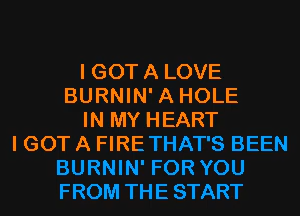 I GOT A LOVE
BURNIN' A HOLE
IN MY HEART
I GOT A FIRE THAT'S BEEN
BURNIN' FOR YOU
FROM THE START